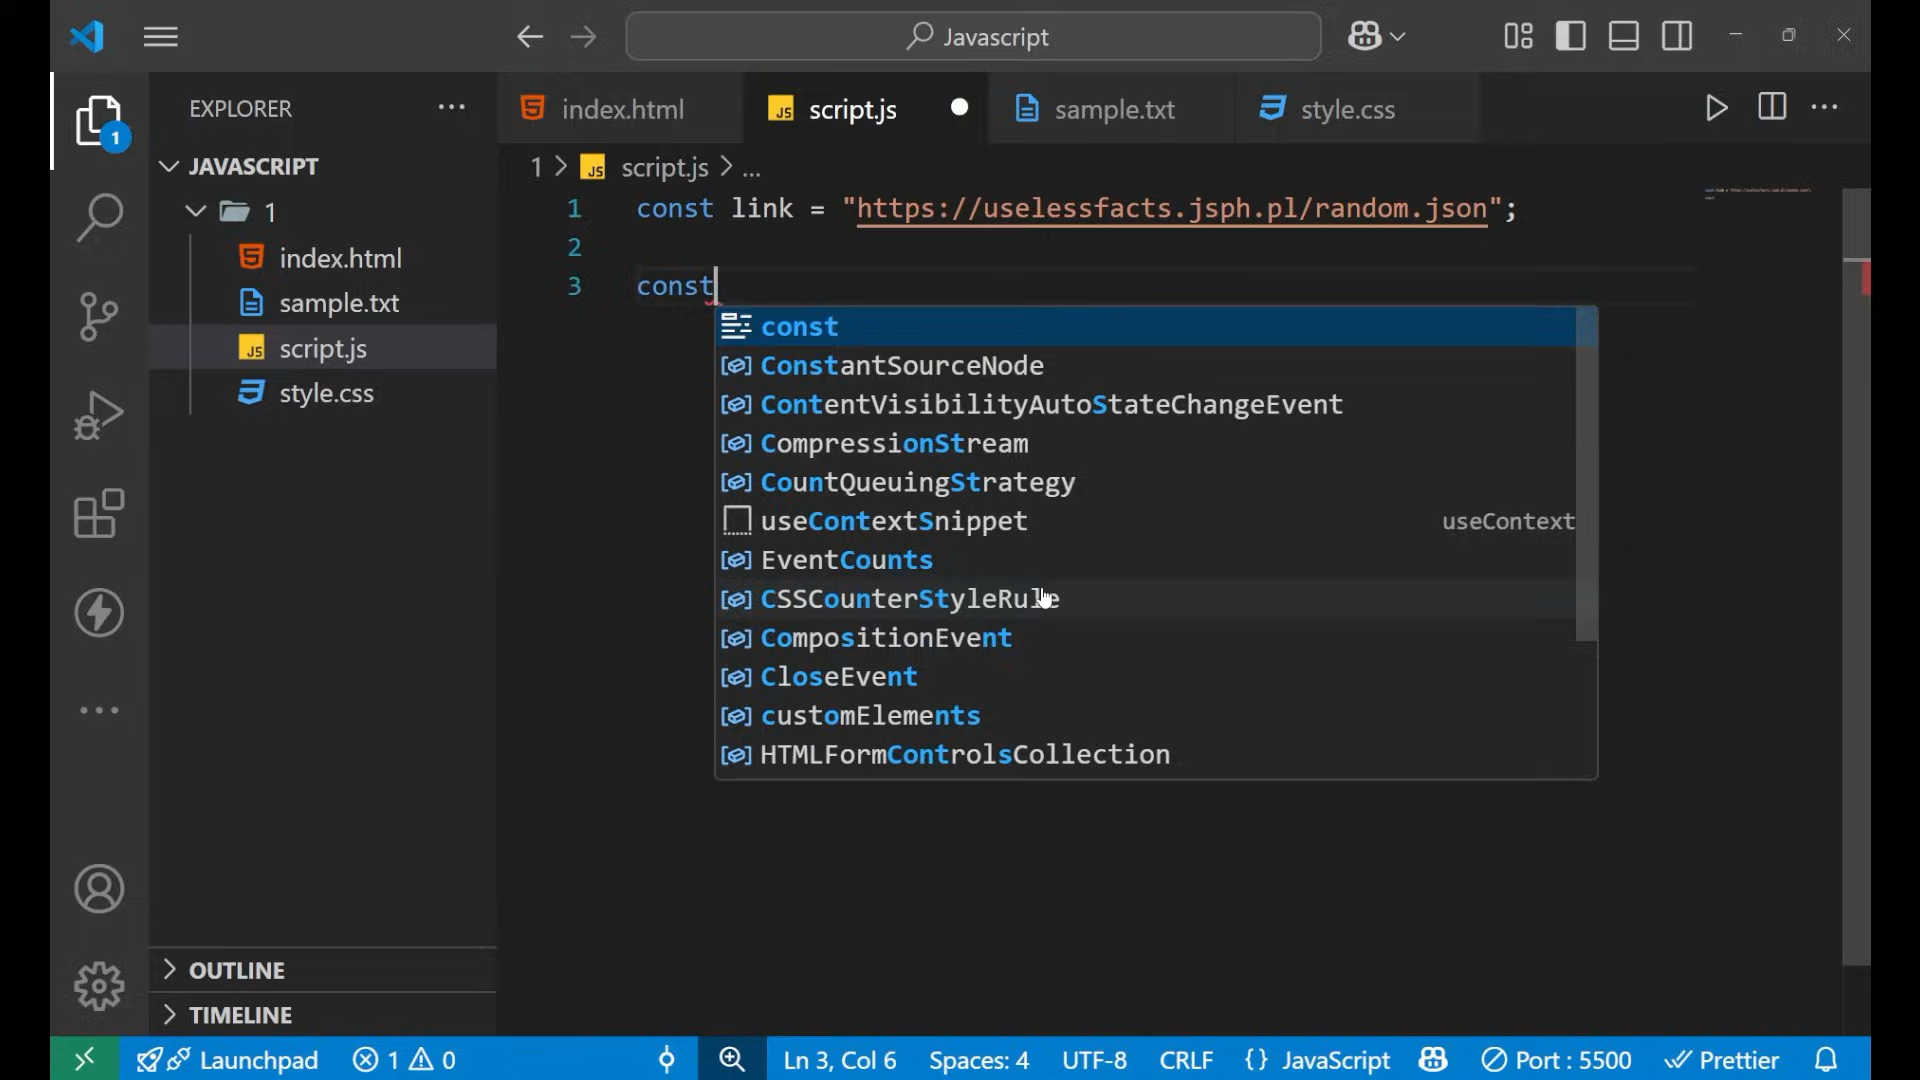 Javascript
EXPLORER
index.html
script.js
sample.txt
style.css
1
JAVASCRIPT
1
index.html
sample.txt
script.js
style.css
1 > JS script.js > ...
1 const link = "https://uselessfacts.jsph.pl/random.json";
2
3 const
const
ConstantSourceNode
ContentVisibilityAutoStateChangeEvent
CompressionStream
CountQueuingStrategy
useContextSnippet useContext
EventCounts
CSSCounterStyleRule
CompositionEvent
CloseEvent
customElements
HTMLFormControlsCollection
OUTLINE
TIMELINE
Launchpad 1 0 Ln 3, Col 6 Spaces: 4 UTF-8 CRLF {} JavaScript Port : 5500 Prettier